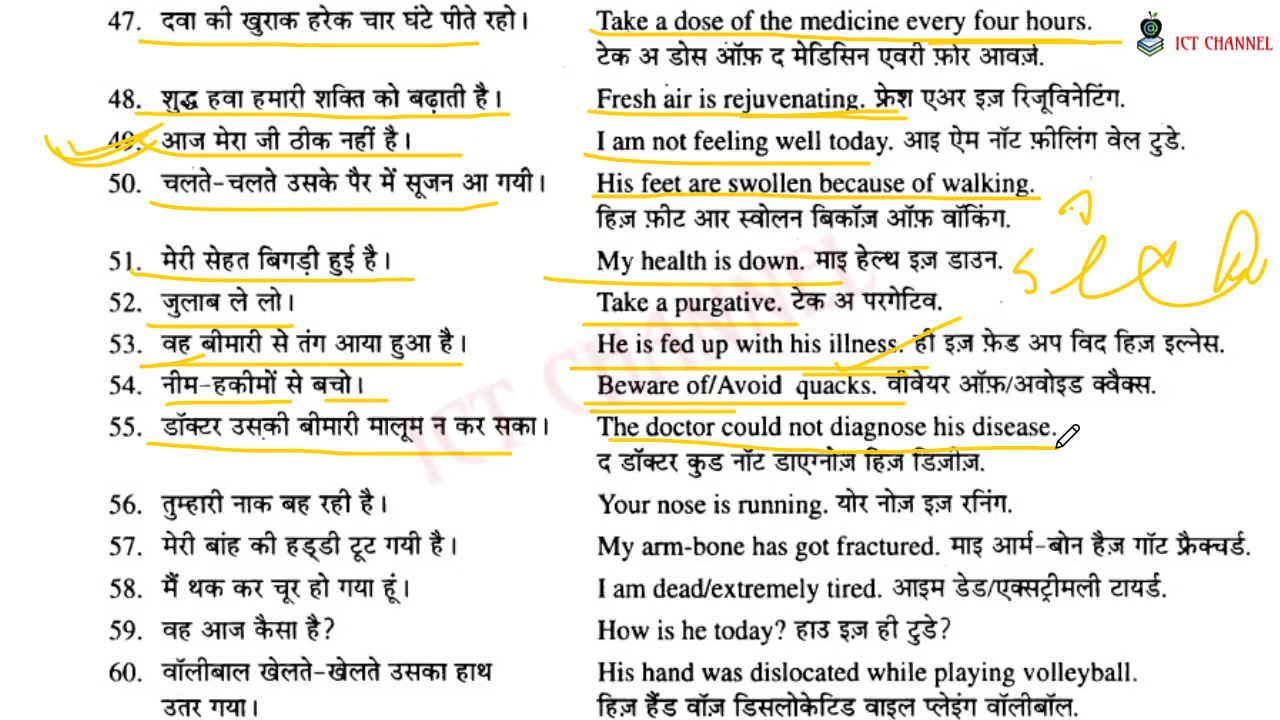 47. दवा की खुराक हरेक चार घंटे पीते रहो। Take a dose of the medicine every four hours.
ICT CHANNEL
टेक अ डोस ऑफ़ द मेडिसिन एवरी फ़ोर आवर्ज़.
48. शुद्ध हवा हमारी शक्ति को बढ़ाती है। Fresh air is rejuvenating. फ़्रेश एअर इज़ रिजूविनेटिंग.
49. आज मेरा जी ठीक नहीं है। I am not feeling well today. आइ ऐम नॉट फ़ीलिंग वेल टुडे.
50. चलते-चलते उसके पैर में सूजन आ गयी। His feet are swollen because of walking.
हिज़ फ़ीट आर स्वोलन बिकॉज़ ऑफ़ वॉकिंग.
51. मेरी सेहत बिगड़ी हुई है। My health is down. माइ हेल्थ इज़ डाउन.
52. जुलाब ले लो। Take a purgative. टेक अ परगेटिव.
53. वह बीमारी से तंग आया हुआ है। He is fed up with his illness. ही इज़ फ़ेड अप विद हिज़ इल्नेस.
54. नीम-हकीमों से बचो। Beware of/Avoid quacks. वीवेयर ऑफ़/अवोइड क्वैक्स.
55. डॉक्टर उसकी बीमारी मालूम न कर सका। The doctor could not diagnose his disease.
द डॉक्टर कुड नॉट डाएग्नोज़ हिज़ डिज़ीज़.
56. तुम्हारी नाक बह रही है। Your nose is running. योर नोज़ इज़ रनिंग.
57. मेरी बांह की हड्डी टूट गयी है। My arm-bone has got fractured. माइ आर्म-बोन हैज़ गॉट फ्रैक्चर्ड.
58. मैं थक कर चूर हो गया हूं। I am dead/extremely tired. आइम डेड/एक्सट्रीमली टायर्ड.
59. वह आज कैसा है? How is he today? हाउ इज़ ही टुडे?
60. वॉलीबाल खेलते-खेलते उसका हाथ His hand was dislocated while playing volleyball.
उतर गया। हिज़ हैंड वॉज़ डिसलोकेटिड वाइल प्लेइंग वॉलीबॉल.
ICT CHANNEL